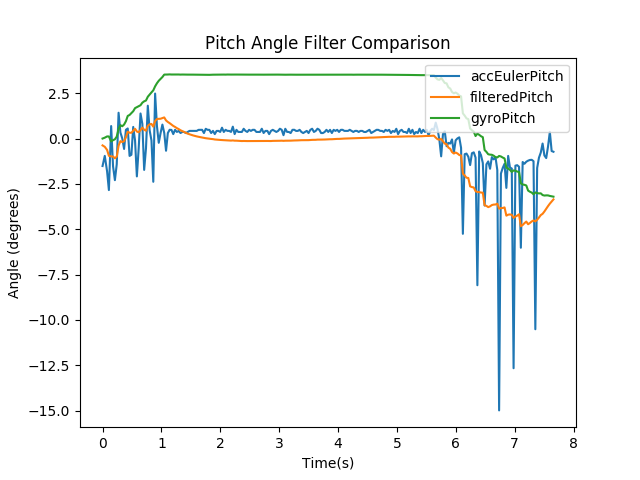 Pitch Angle Filter Comparison
accEulerPitch
filteredPitch
gyroPitch
2.5
0.0
−2.5
−5.0
−7.5
−10.0
−12.5
−15.0
Angle (degrees)
0 1 2 3 4 5 6 7 8
Time(s)